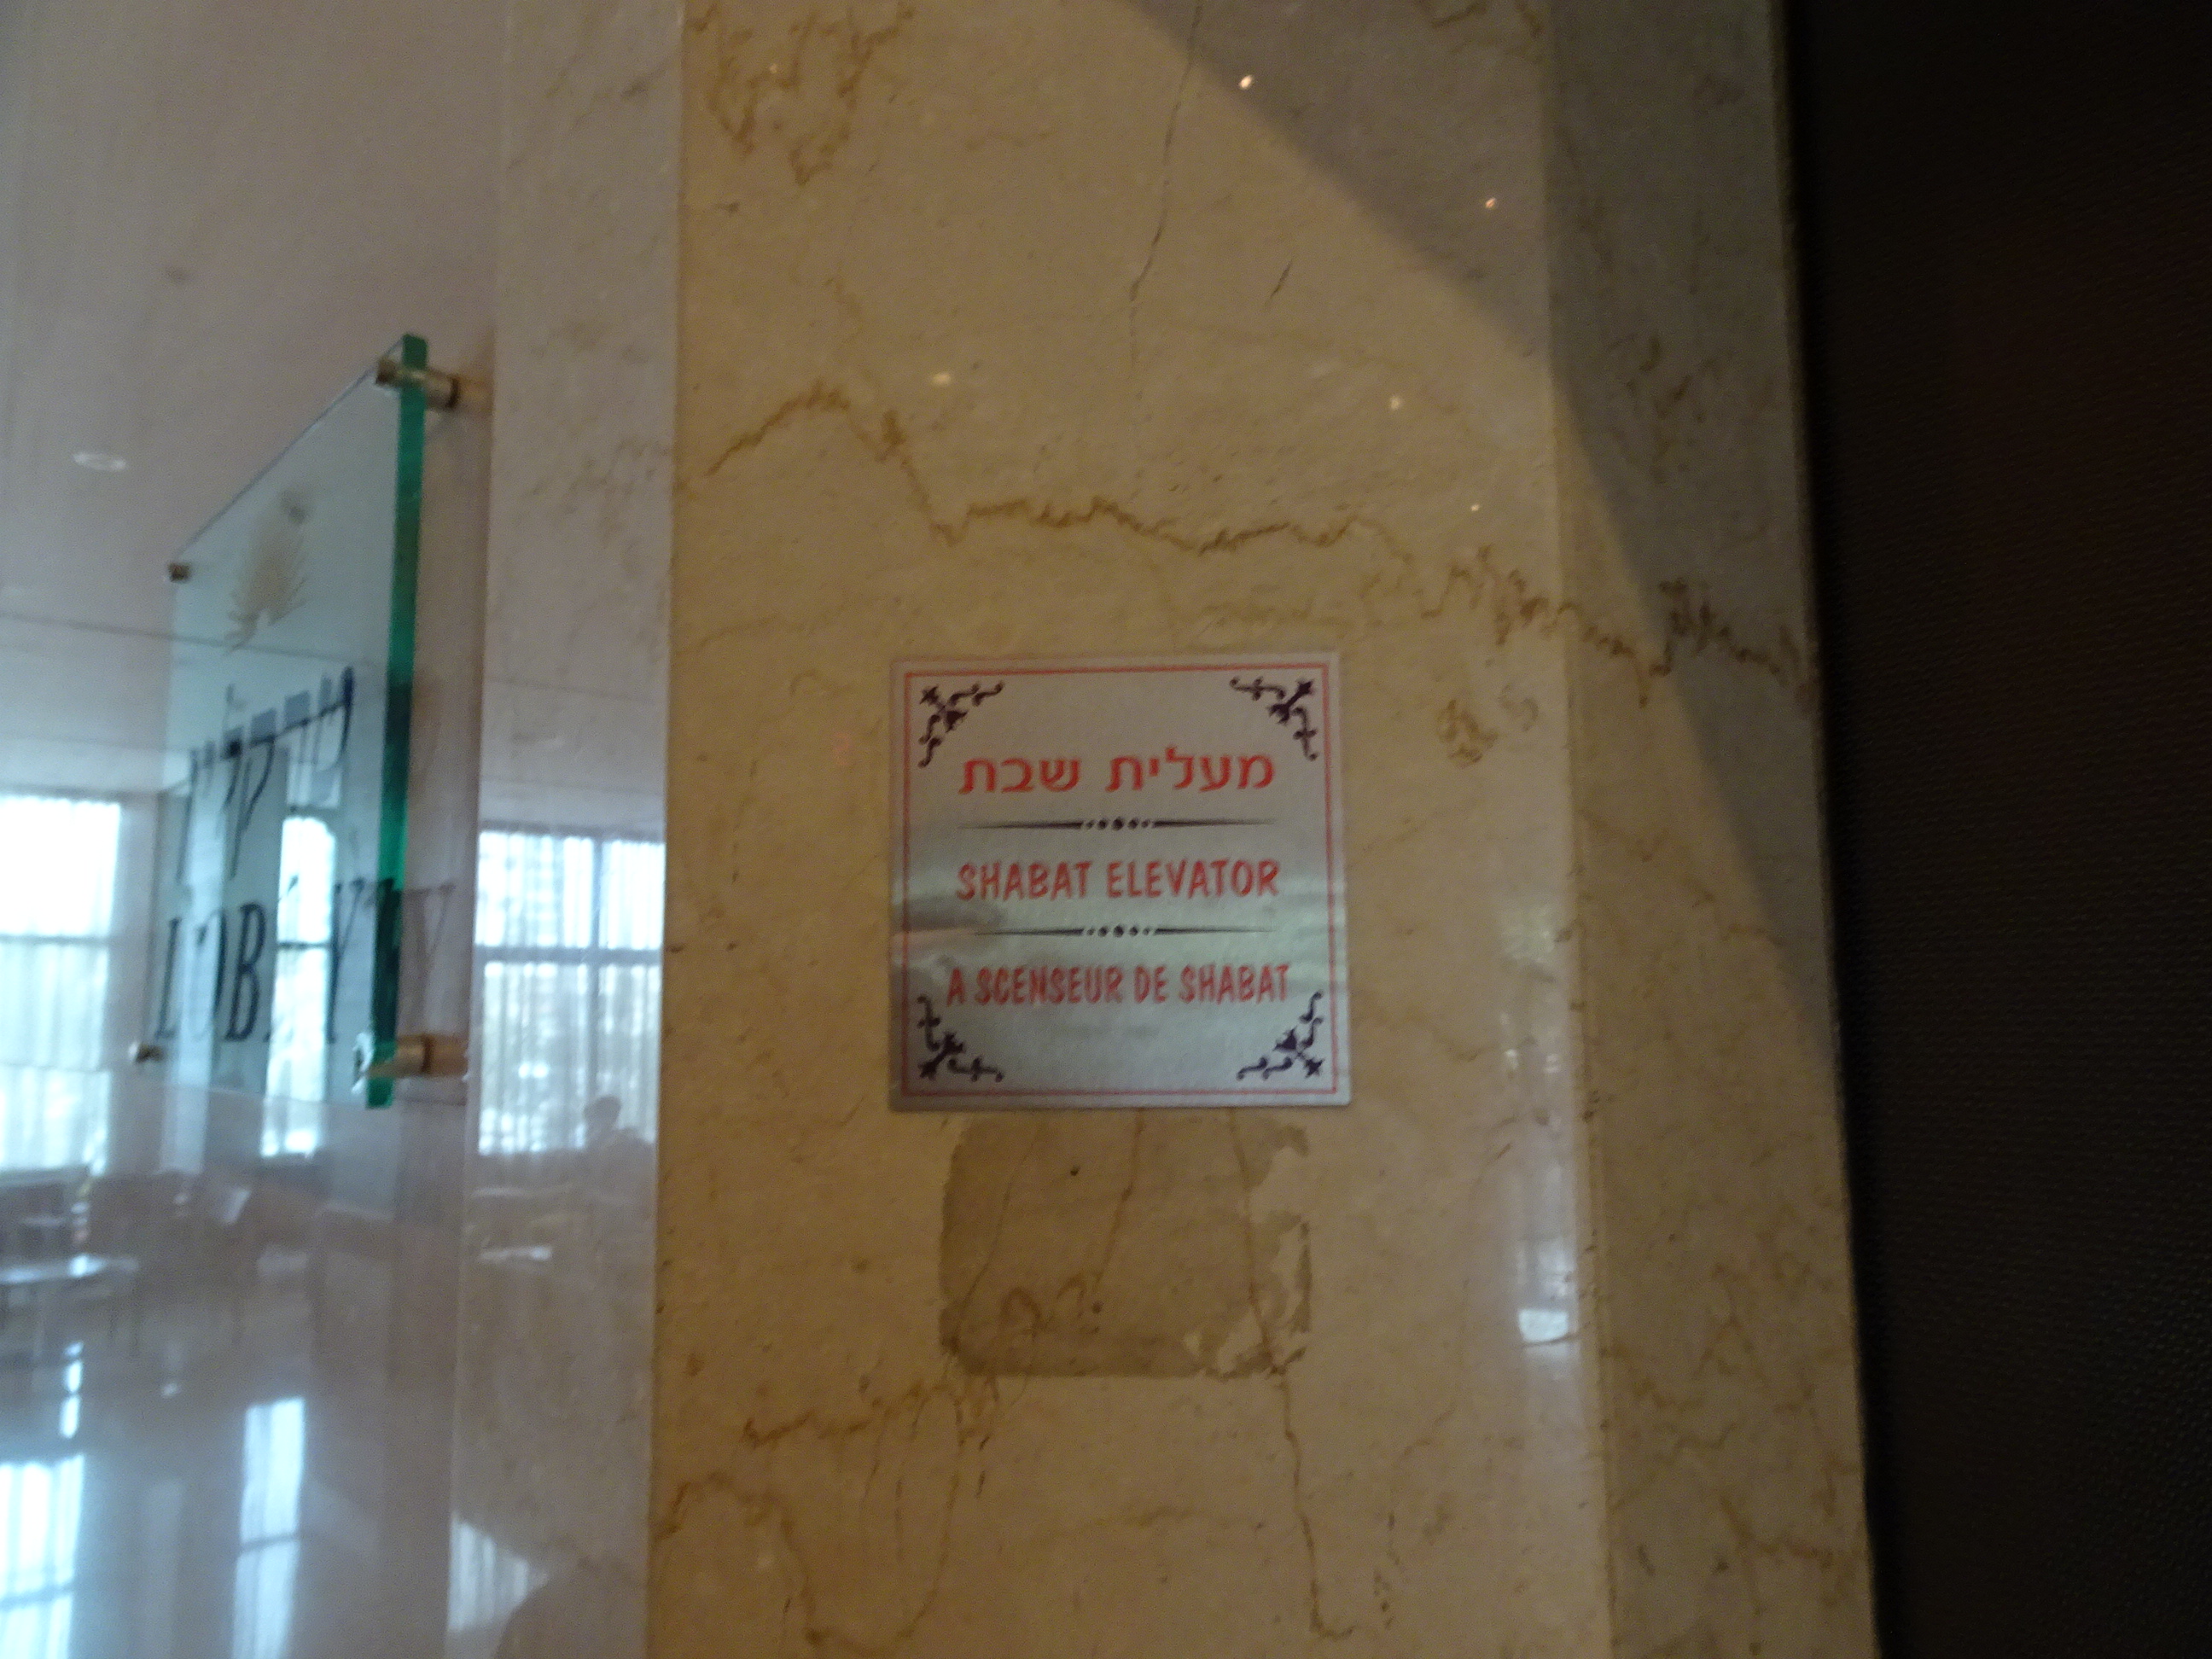 מעלית שבת
SHABAT ELEVATOR
A SCENSEUR DE SHABAT
LOBBY